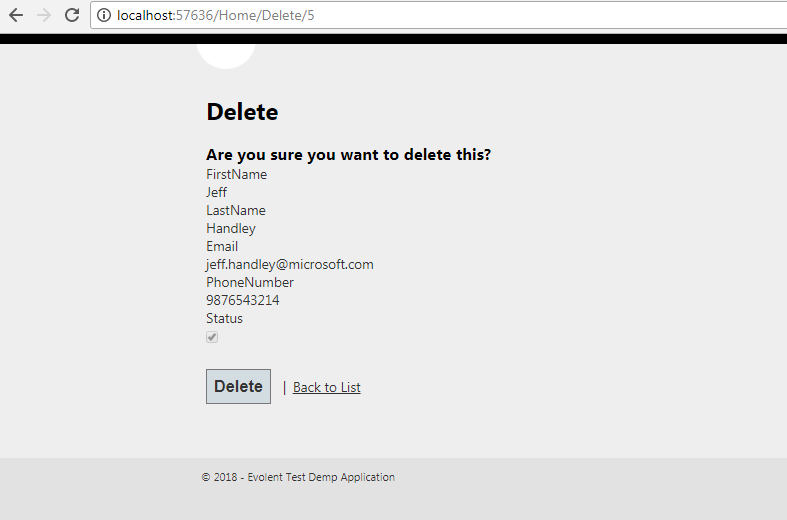 localhost:57636/Home/Delete/5
Delete
Are you sure you want to delete this?
FirstName
Jeff
LastName
Handley
Email
jeff.handley@microsoft.com
PhoneNumber
9876543214
Status
Delete | Back to List
© 2018 - Evolent Test Demp Application